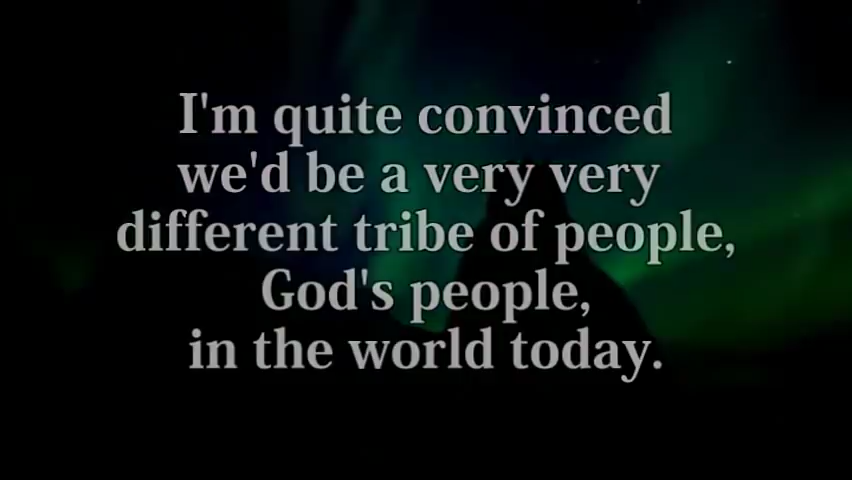 I'm quite convinced
we'd be a very very
different tribe of people,
God's people,
in the world today.